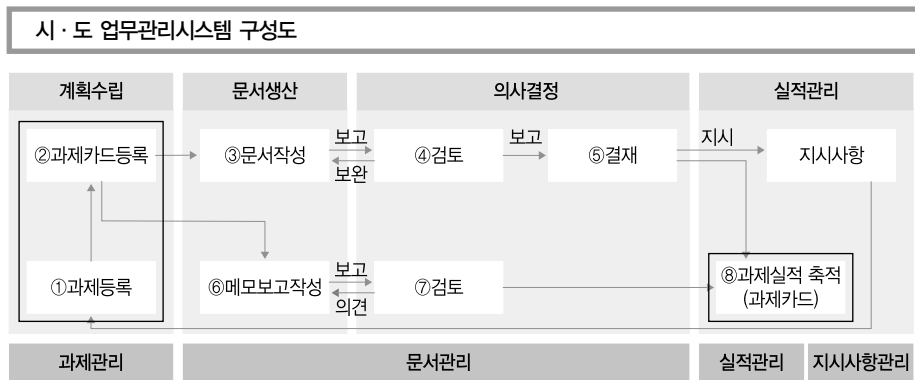 시 · 도 업무관리시스템 구성도
계획수립
문서생산
의사결정
실적관리
②과제카드등록
③문서작성
보고
보완
④검토
보고
⑤결재
지시
지시사항
①과제등록
⑥메모보고작성
보고
의견
⑦검토
⑧과제실적 축적
(과제카드)
과제관리
문서관리
실적관리
지시사항관리